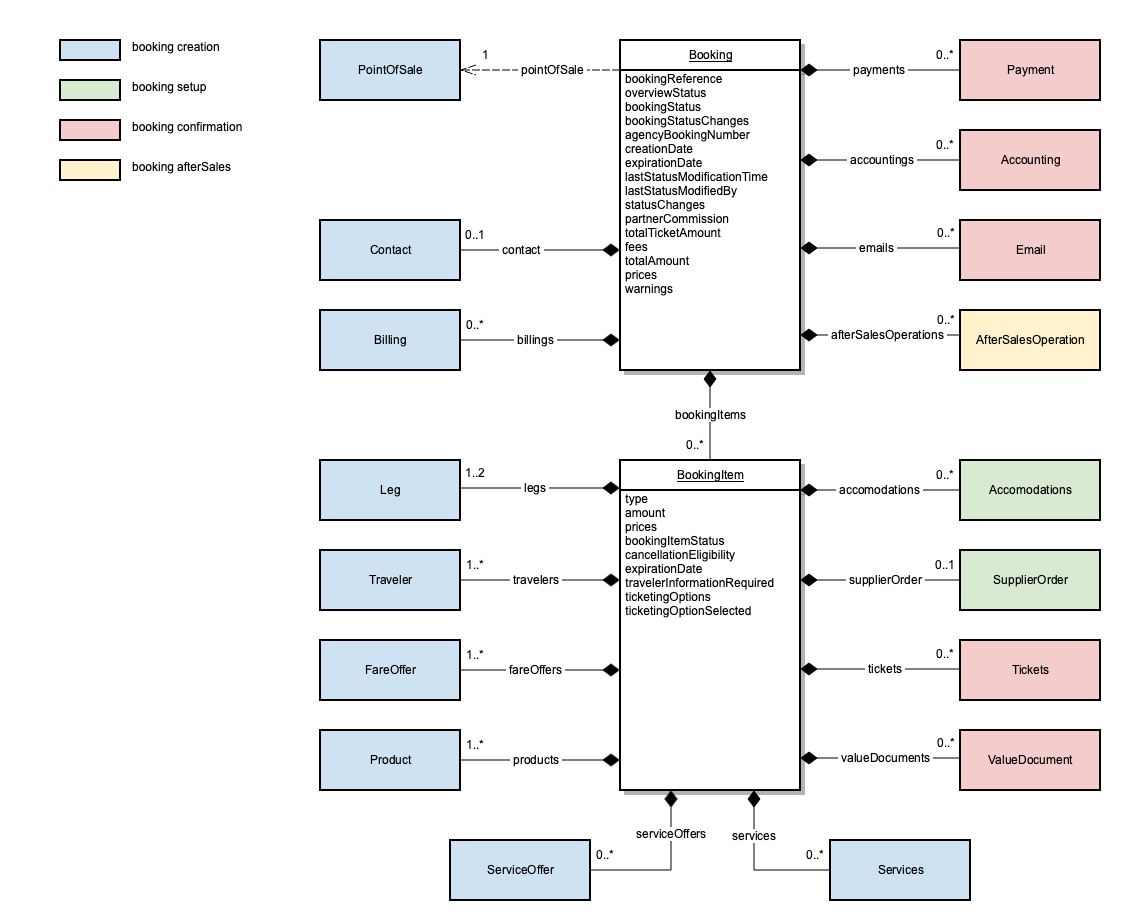 booking creation
booking setup
booking confirmation
booking afterSales
PointOfSale
1
pointOfSale
Booking
bookingReference
overviewStatus
bookingStatus
bookingStatusChanges
agencyBookingNumber
creationDate
expirationDate
lastStatusModificationTime
lastStatusModifiedBy
statusChanges
partnerCommission
totalTicketAmount
fees
totalAmount
prices
warnings
payments
0..*
Payment
accountings
0..*
Accounting
Contact
0..1
contact
emails
0..*
Email
Billing
0..*
billings
afterSalesOperations
0..*
AfterSalesOperation
bookingItems
0..*
Leg
1..2
legs
BookingItem
type
amount
prices
bookingItemStatus
cancellationEligibility
expirationDate
travelerInformationRequired
ticketingOptions
ticketingOptionSelected
accomodations
0..*
Accomodations
Traveler
1..*
travelers
supplierOrder
0..1
SupplierOrder
FareOffer
1..*
fareOffers
tickets
0..*
Tickets
Product
1..*
products
valueDocuments
0..*
ValueDocument
serviceOffers
services
ServiceOffer
0..*
0..*
Services